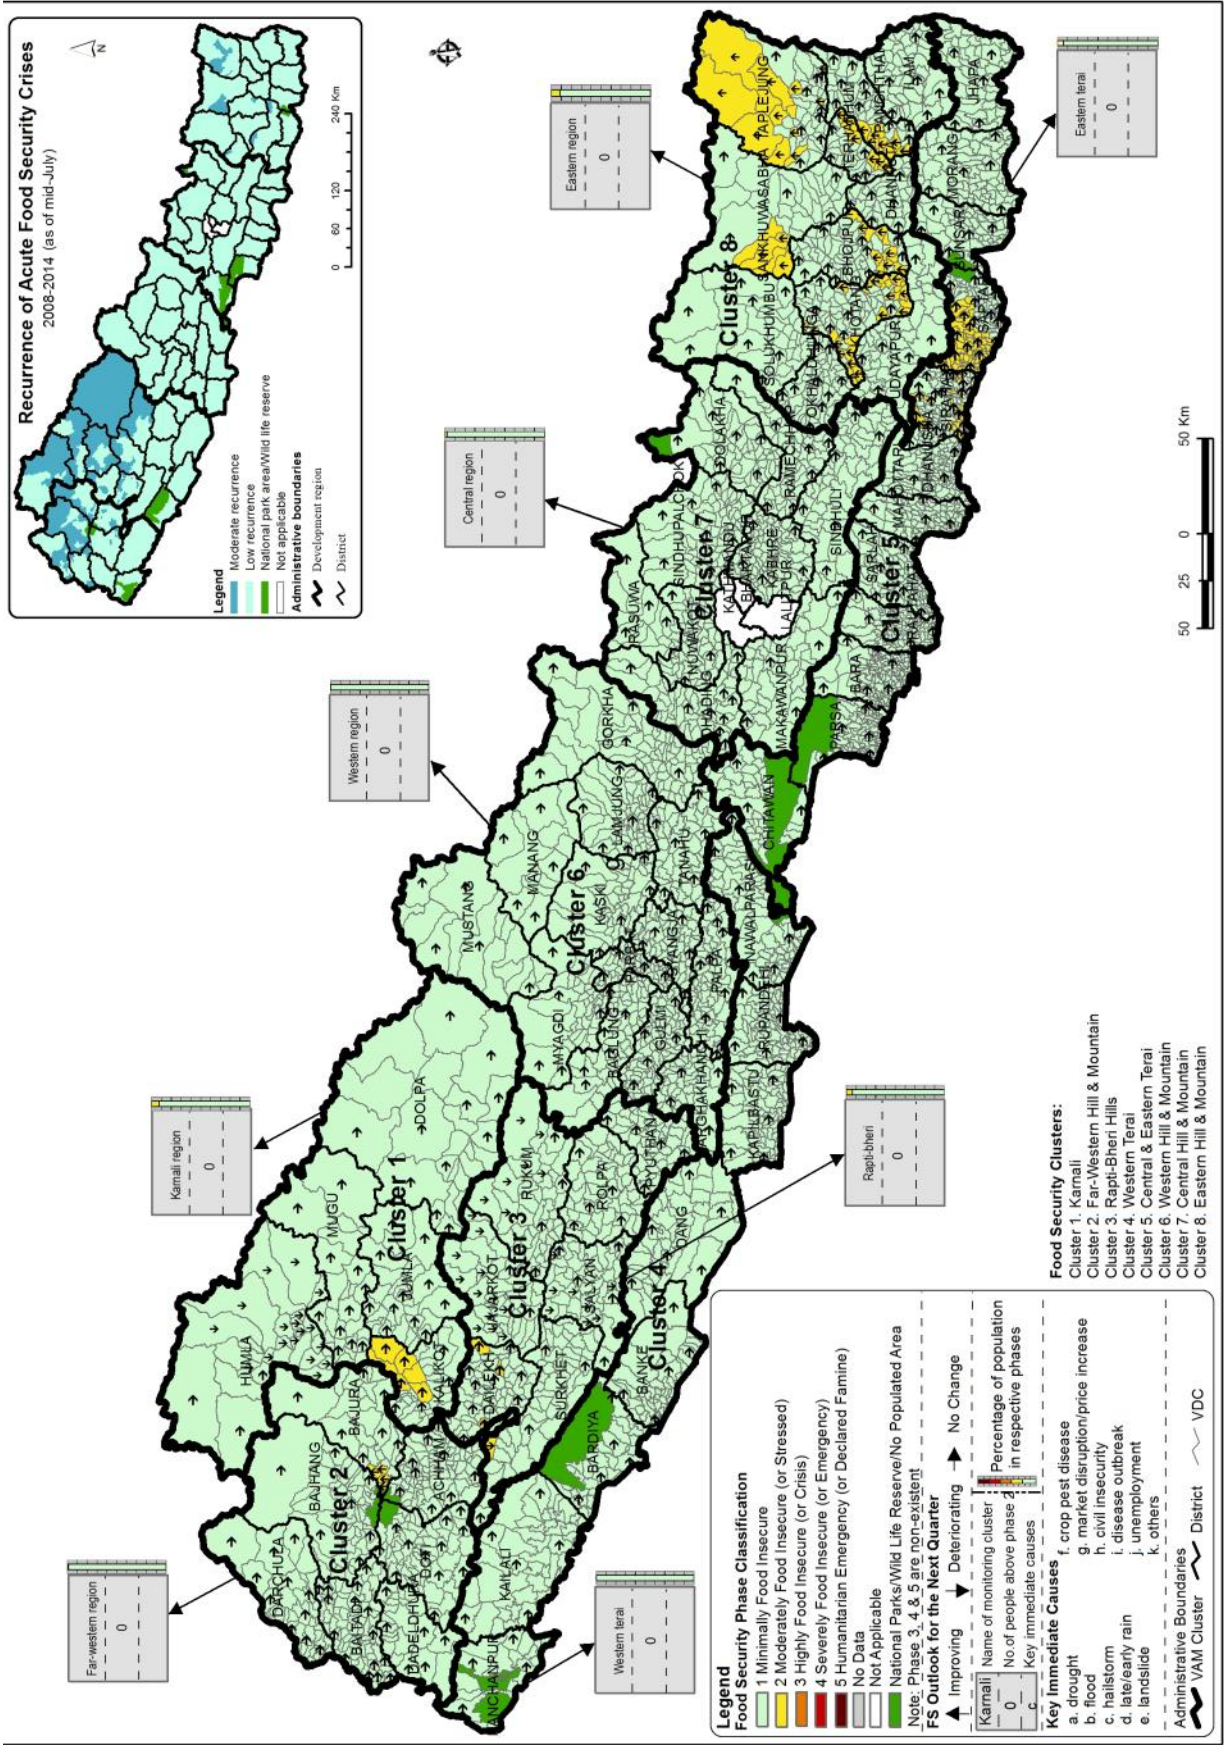 Recurrence of Acute Food Security Crises
2008-2014 (as of mid-July)
N
Legend
Moderate recurrence
Low recurrence
National park area/Wild life reserve
Not applicable
Administrative boundaries
Development region
District
0 60 120 240 Km
Far-western region
0
Karnali region
0
Western region
0
Central region
0
Eastern region
0
Western terai
0
Rapti-bheri
0
Eastern terai
0
Cluster 1
HUMLA
MUGU
DOLPA
JUMLA
KALIKOT
Cluster 2
DARCHULA
BAJHANG
BAJURA
BAITADI
DADELDHURA
DOTI
ACHHAM
Cluster 3
RUKUM
JAJARKOT
DAILEKH
ROLPA
SALYAN
SURKHET
PYUTHAN
Cluster 4
KAILALI
BARDIYA
BANKE
DANG
KAPILBASTU
RUPANDEHI
NAWALPARASI
Cluster 6
MUSTANG
MANANG
MYAGDI
KASKI
GORKHA
LAMJUNG
TANAHU
BAGLUNG
GULMI
PALPA
ARGHAKHANCHI
Cluster 7
RASUWA
NUWAKOT
SINDHUPALCHOK
DOLAKHA
RAMECHHAP
KABHRE
LALITPUR
SINDHULI
MAKAWANPUR
CHITAWAN
Cluster 5
PARSA
BARA
SARLAHI
Cluster 8
SOLUKHUMBU
SANKHUWASABHA
TAPLEJUNG
UDAYAPUR
ILAM
JHAPA
MORANG
50 25 0 50 Km
Legend
Food Security Phase Classification
1 Minimally Food Insecure
2 Moderately Food Insecure (or Stressed)
3 Highly Food Insecure (or Crisis)
4 Severely Food Insecure (or Emergency)
5 Humanitarian Emergency (or Declared Famine)
No Data
Not Applicable
National Parks/Wild Life Reserve/No Populated Area
Note: Phase 3, 4 & 5 are non-existent
FS Outlook for the Next Quarter
Improving Deteriorating No Change
Karnali
0
c
Name of monitoring cluster
No.of people above phase 2
Key immediate causes
Percentage of population
in respective phases
Key Immediate Causes
a. drought
b. flood
c. hailstorm
d. late/early rain
e. landslide
f. crop pest disease
g. market disruption/price increase
h. civil insecurity
i. disease outbreak
j. unemployment
k. others
Administrative Boundaries
VAM Cluster District VDC
Food Security Clusters:
Cluster 1. Karnali
Cluster 2. Far-Western Hill & Mountain
Cluster 3. Rapti-Bheri Hills
Cluster 4. Western Terai
Cluster 5. Central & Eastern Terai
Cluster 6. Western Hill & Mountain
Cluster 7. Central Hill & Mountain
Cluster 8. Eastern Hill & Mountain